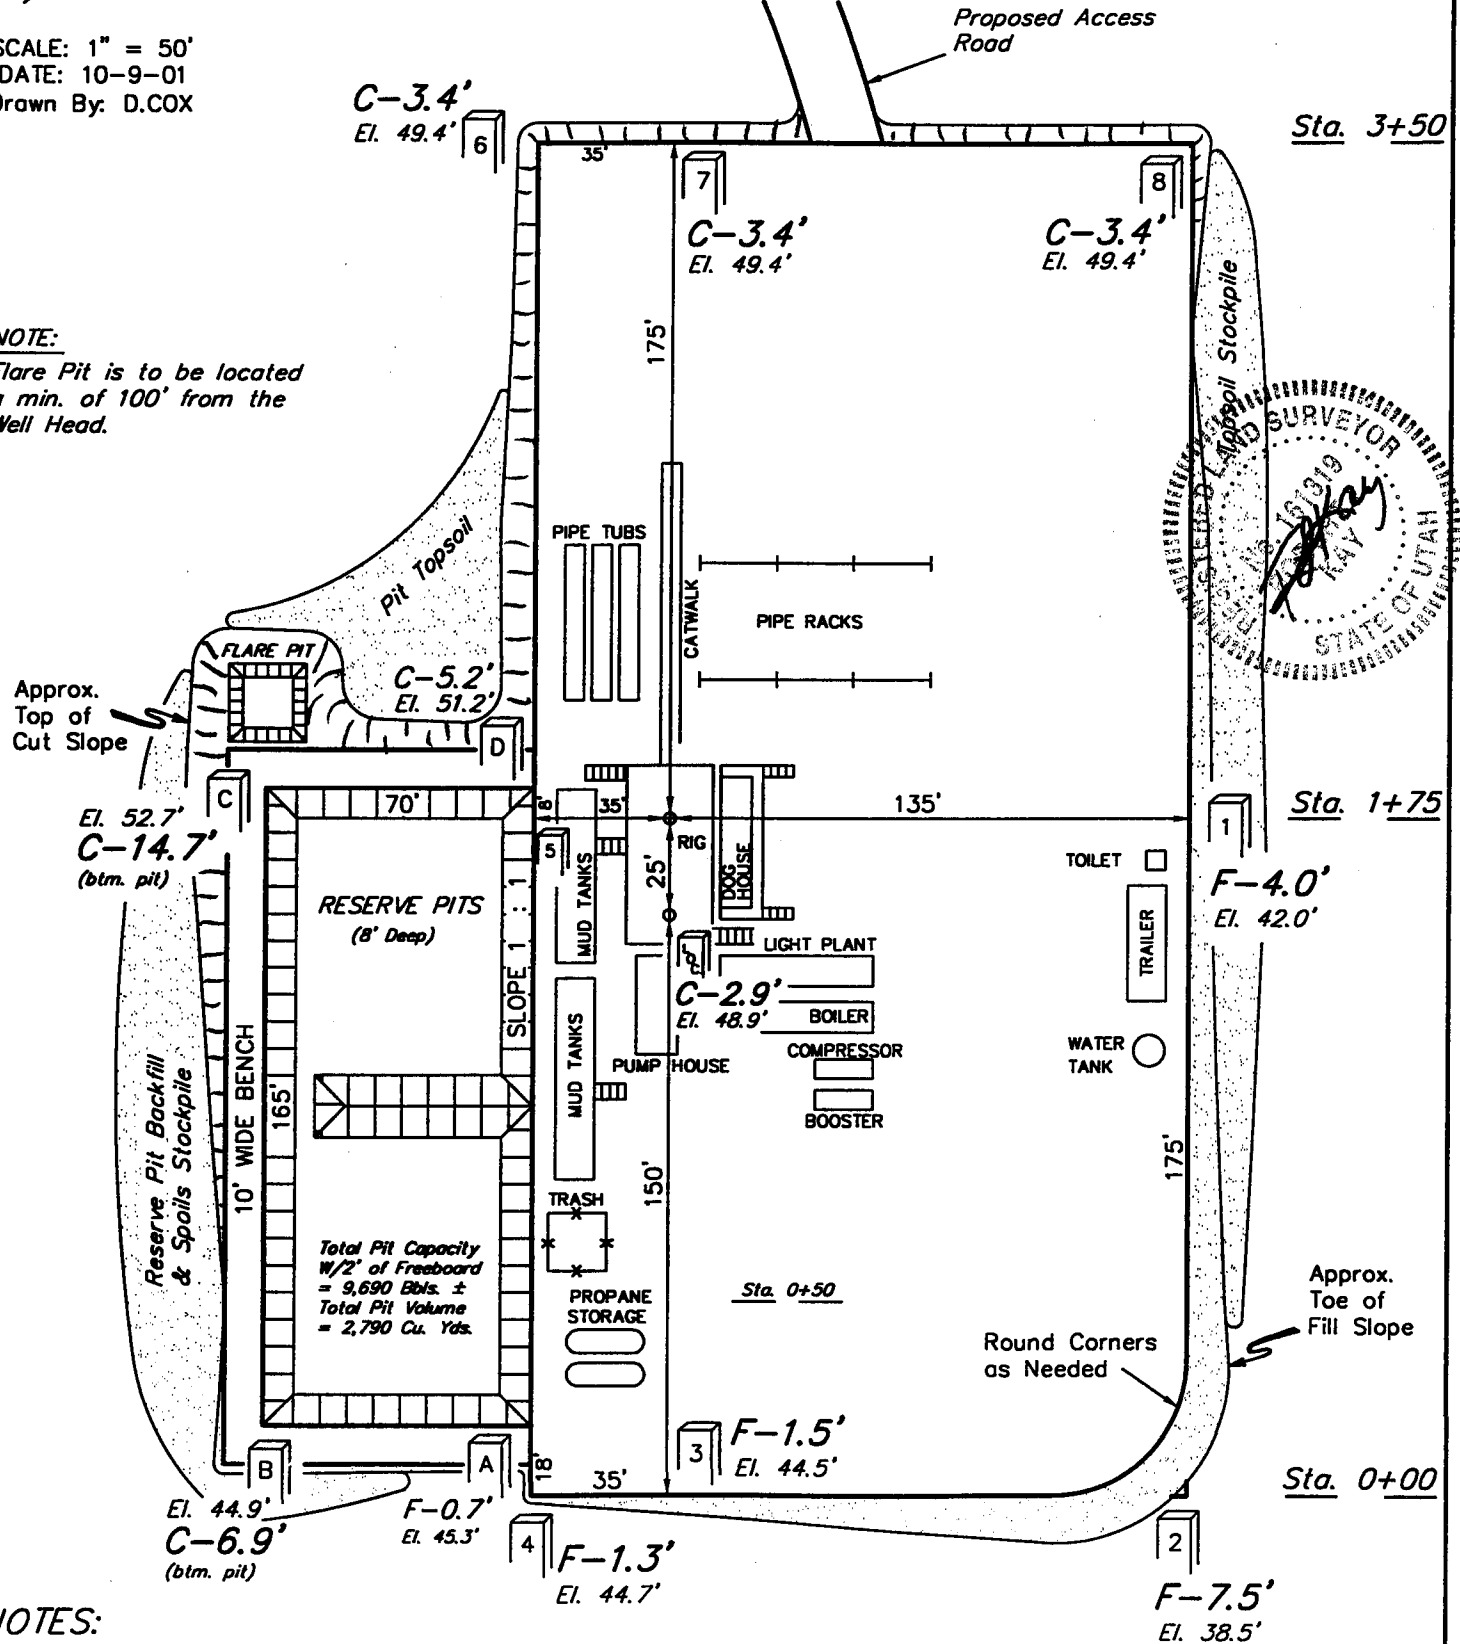 SCALE: 1" = 50'
DATE: 10-9-01
Drawn By: D.COX
Proposed Access
Road
C-3.4'
El. 49.4'
6
Sta. 3+50
35'
7
C-3.4'
El. 49.4'
8
C-3.4'
El. 49.4'
NOTE:
Flare Pit is to be located
a min. of 100' from the
Well Head.
175'
Topsoil Stockpile
LAND SURVEYOR
No. 161319
KAY
STATE OF UTAH
Pit Topsoil
PIPE TUBS
CATWALK
PIPE RACKS
FLARE PIT
C-5.2'
El. 51.2'
D
Approx.
Top of
Cut Slope
C
El. 52.7'
C-14.7'
(btm. pit)
70'
8'
35'
135'
Sta. 1+75
1
F-4.0'
El. 42.0'
5
RIG
25'
DOG
HOUSE
TOILET
TRAILER
RESERVE PITS
(8' Deep)
SLOPE 1 : 1
MUD TANKS
LIGHT PLANT
C-2.9'
El. 48.9'
BOILER
PUMP HOUSE
COMPRESSOR
BOOSTER
WATER
TANK
MUD TANKS
10' WIDE BENCH
165'
Reserve Pit Backfill
& Spoils Stockpile
150'
175'
TRASH
Total Pit Capacity
W/2' of Freeboard
= 9,690 Bbls. ±
Total Pit Volume
= 2,790 Cu. Yds.
PROPANE
STORAGE
Sta. 0+50
Round Corners
as Needed
Approx.
Toe of
Fill Slope
B
El. 44.9'
C-6.9'
(btm. pit)
A
F-0.7'
El. 45.3'
18'
35'
3
F-1.5'
El. 44.5'
Sta. 0+00
4
F-1.3'
El. 44.7'
2
F-7.5'
El. 38.5'
NOTES: